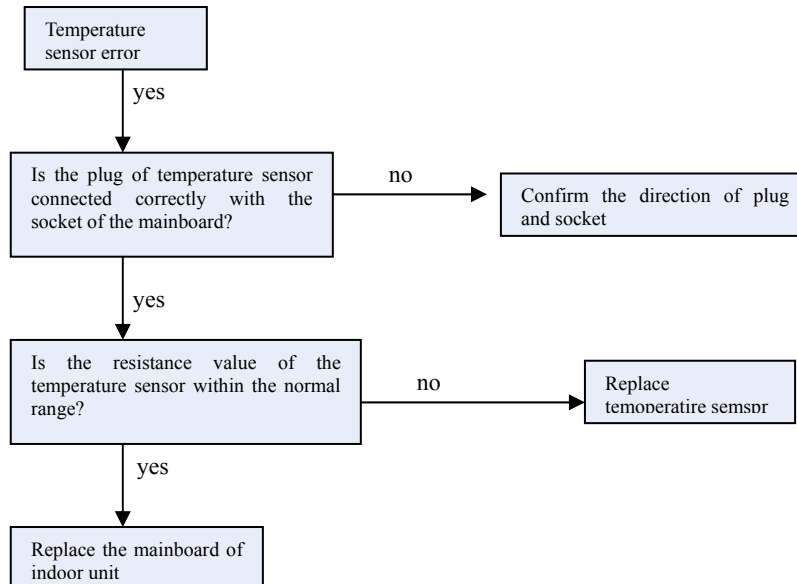 Temperature
sensor error
yes
Is the plug of temperature sensor
connected correctly with the
socket of the mainboard?
no
Confirm the direction of plug
and socket
yes
Is the resistance value of the
temperature sensor within the normal
range?
no
Replace
temoperatire semspr
yes
Replace the mainboard of
indoor unit